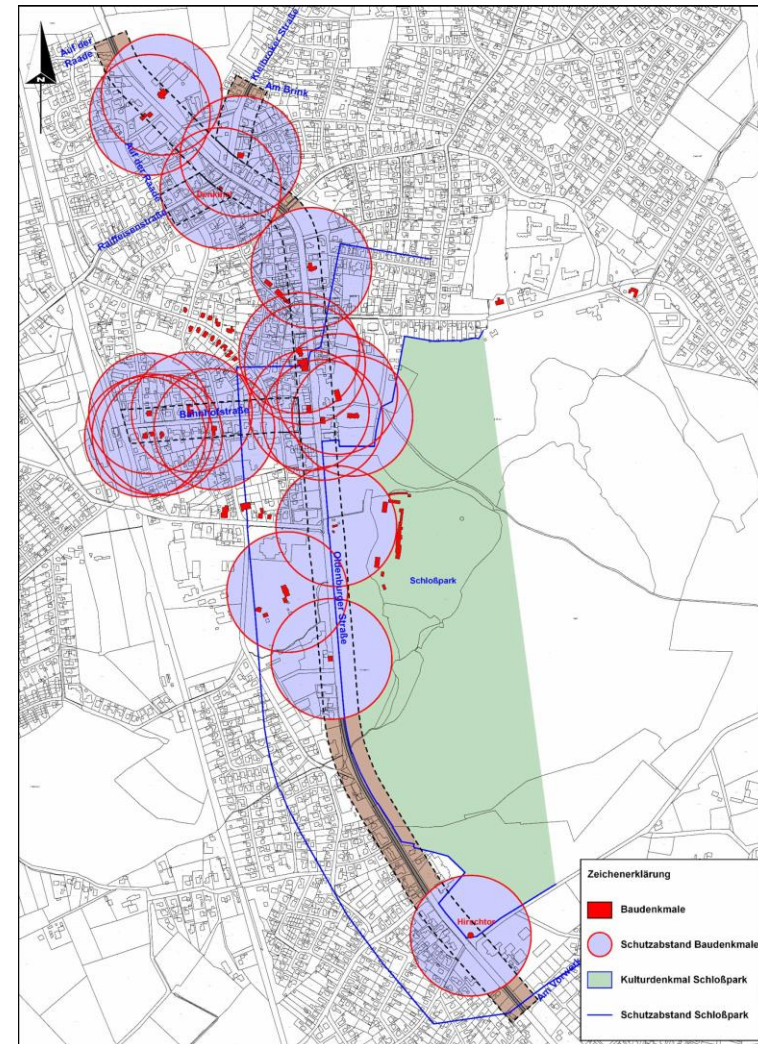 Auf der
Raade
Kleibroker Straße
Am Brink
N
Auf der Raade
Denkmal
Raiffeisenstraße
Bahnhofstraße
Oldenburger Straße
Schloßpark
Hirschtor
Am Vorwerk
Zeichenerklärung
Baudenkmale
Schutzabstand Baudenkmale
Kulturdenkmal Schloßpark
Schutzabstand Schloßpark